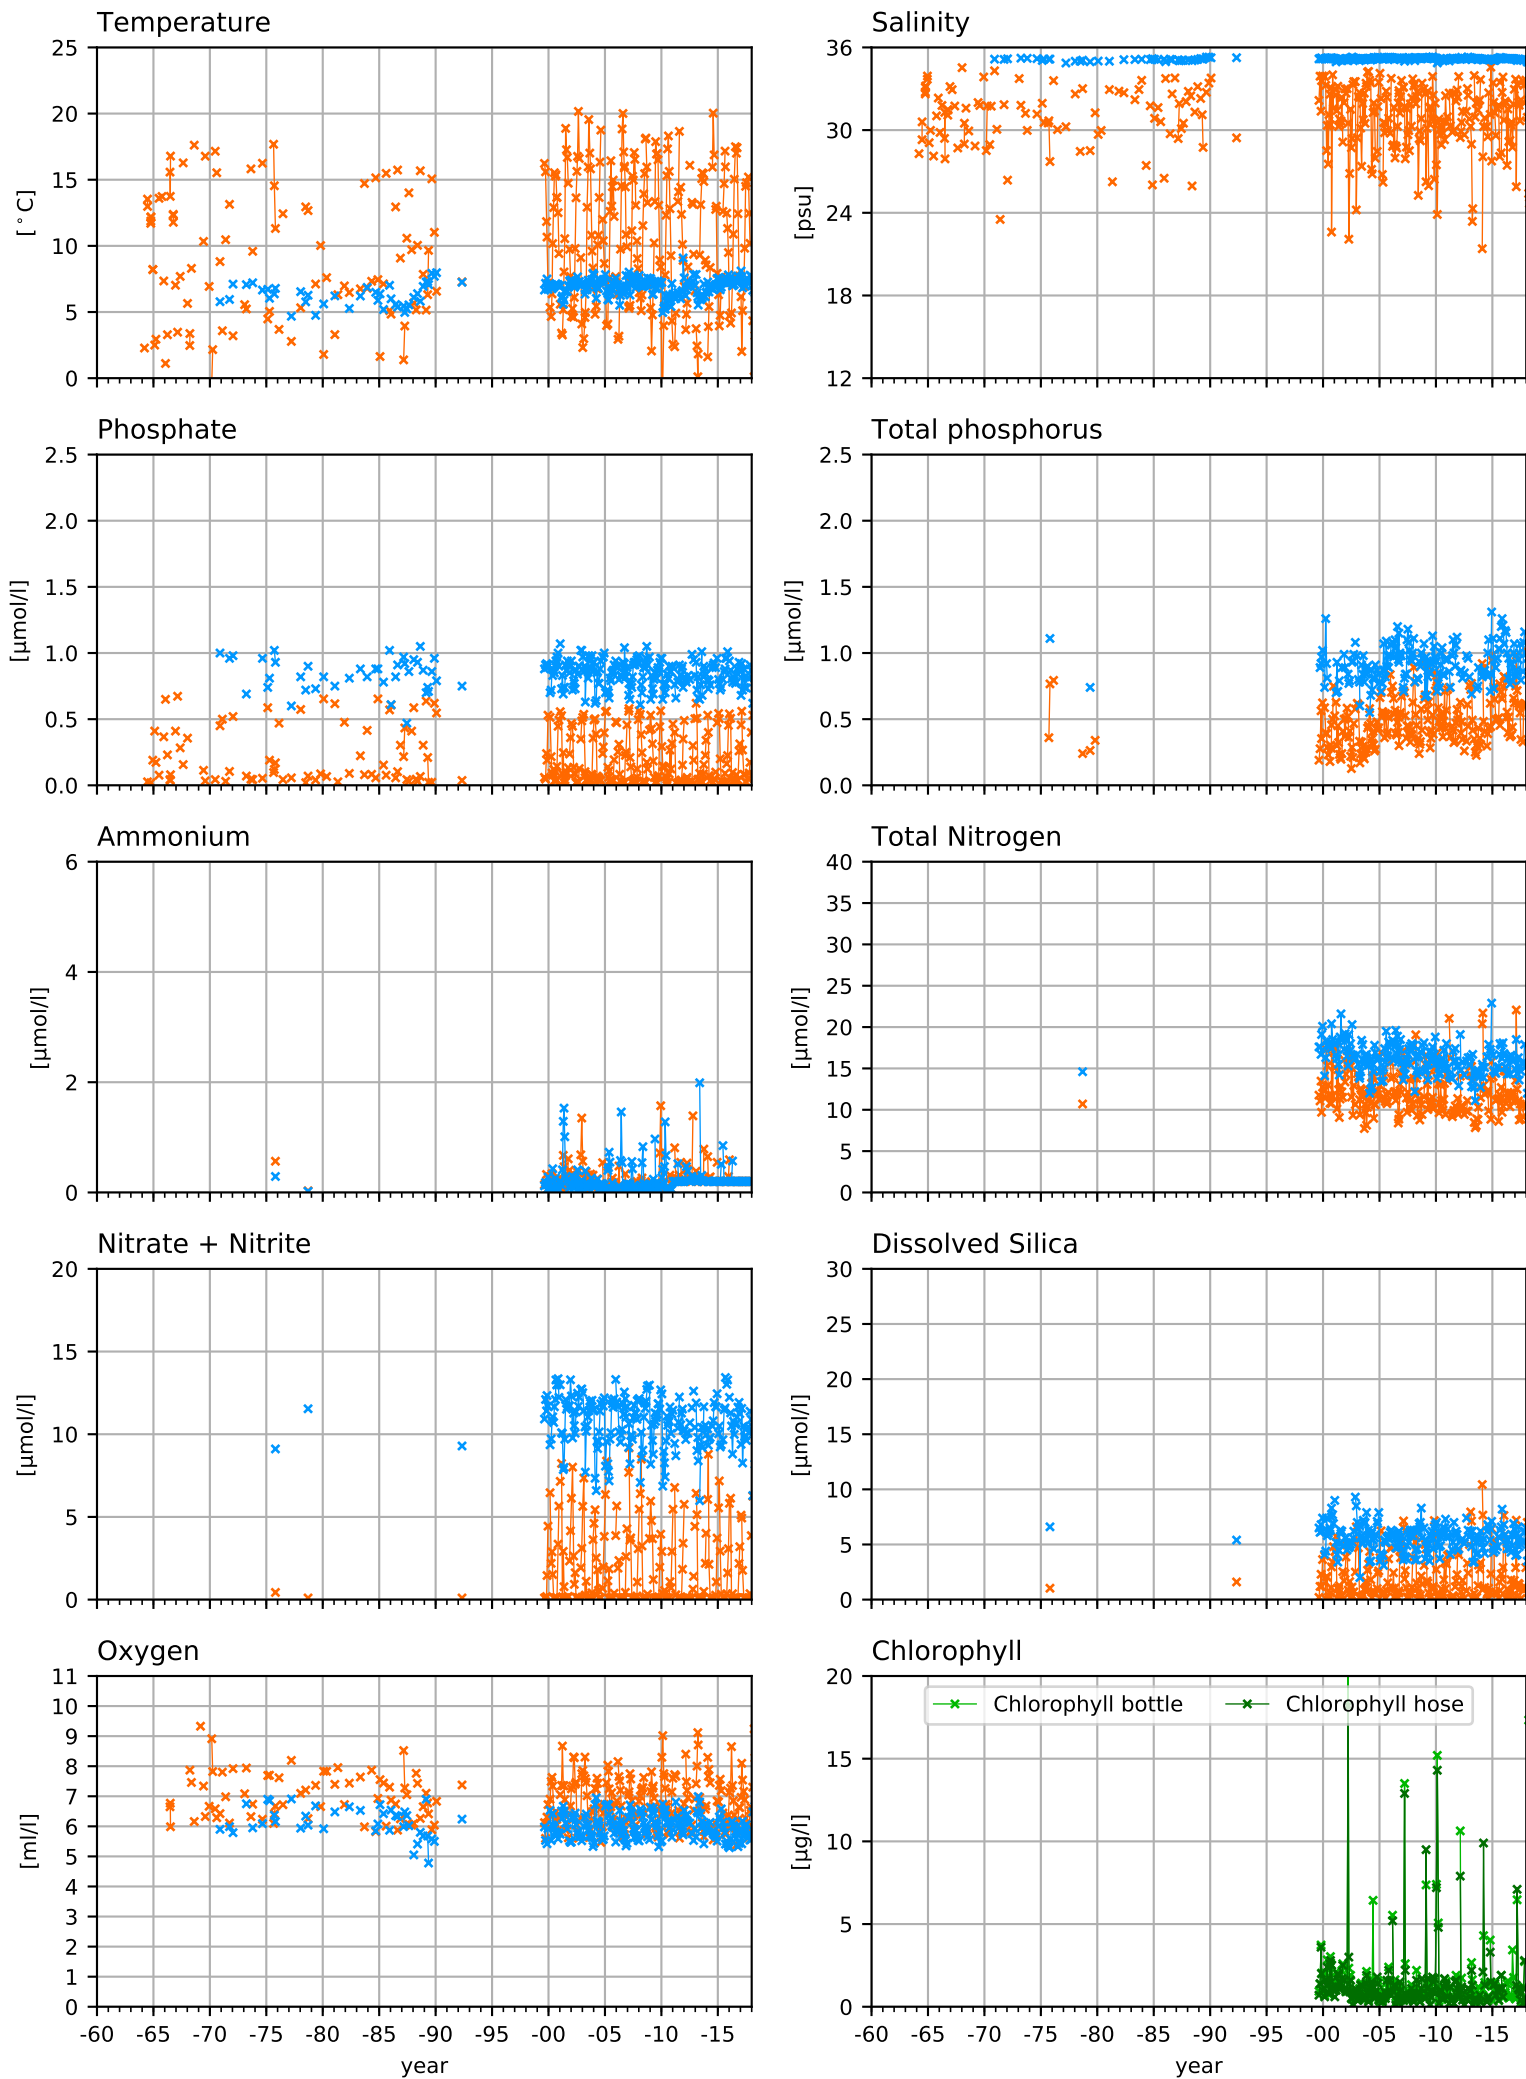 Temperature
Salinity
25
20
15
10
5
0
[°C]
36
30
24
18
12
[psu]
Phosphate
Total phosphorus
2.5
2.0
1.5
1.0
0.5
0.0
[µmol/l]
2.5
2.0
1.5
1.0
0.5
0.0
[µmol/l]
Ammonium
Total Nitrogen
6
4
2
0
[µmol/l]
40
35
30
25
20
15
10
5
0
[µmol/l]
Nitrate + Nitrite
Dissolved Silica
20
15
10
5
0
[µmol/l]
30
25
20
15
10
5
0
[µmol/l]
Oxygen
Chlorophyll
11
10
9
8
7
6
5
4
3
2
1
0
[ml/l]
20
15
10
5
0
[µg/l]
Chlorophyll bottle Chlorophyll hose
-60 -65 -70 -75 -80 -85 -90 -95 -00 -05 -10 -15
-60 -65 -70 -75 -80 -85 -90 -95 -00 -05 -10 -15
year
year